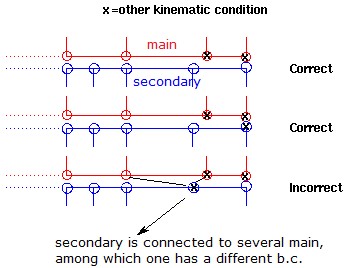 x =other kinematic condition
main
secondary
Correct
Correct
Incorrect
secondary is connected to several main,
among which one has a different b.c.